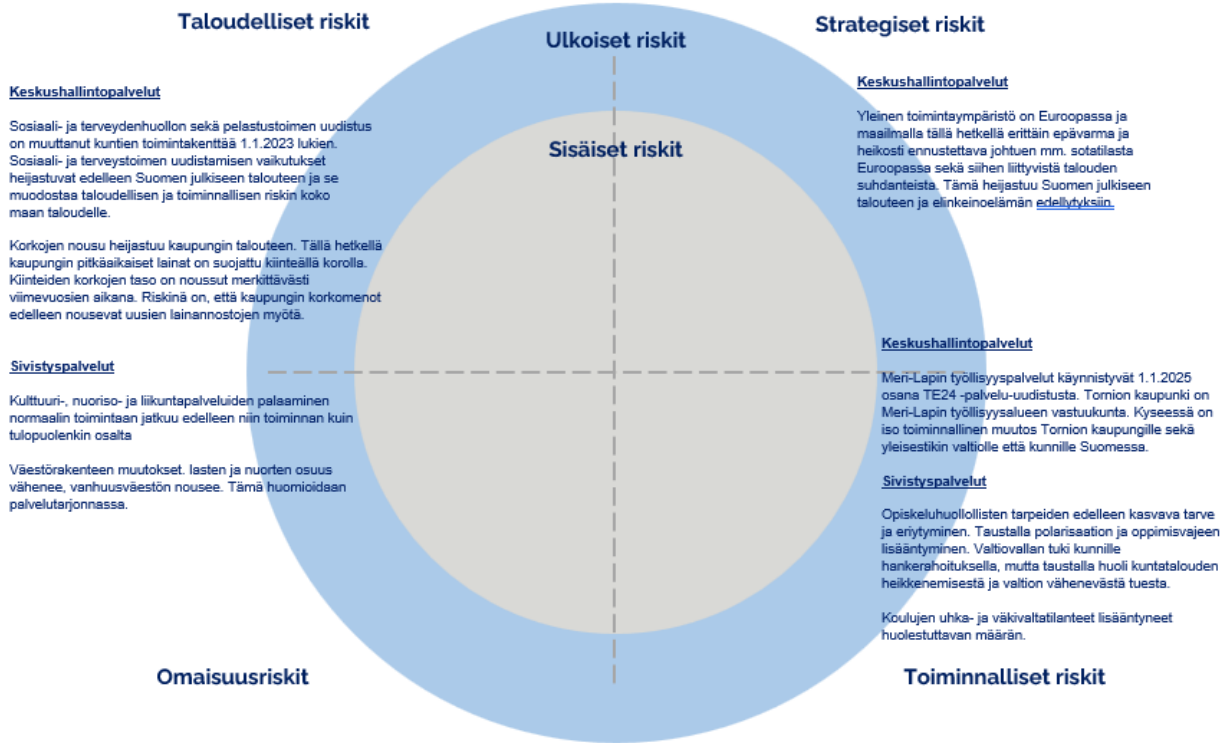 Taloudelliset riskit
Ulkoiset riskit
Strategiset riskit
Sisäiset riskit
Keskushallintopalvelut
Sosiaali- ja terveydenhuollon sekä pelastustoimen uudistus
on muuttanut kuntien toimintakenttää 1.1.2023 lukien.
Sosiaali- ja terveystoimen uudistamisen vaikutukset
heijastuvat edelleen Suomen julkiseen talouteen ja se
muodostaa taloudellisen ja toiminnallisen riskin koko
maan taloudelle.
Korkojen nousu heijastuu kaupungin talouteen. Tällä hetkellä
kaupungin pitkäaikaiset lainat on suojattu kiinteällä korolla.
Kiinteiden korkojen taso on noussut merkittävästi
viimevuosien aikana. Riskinä on, että kaupungin korkomenot
edelleen nousevat uusien lainannostojen myötä.
Sivistyspalvelut
Kulttuuri-, nuoriso- ja liikuntapalveluiden palaaminen
normaalin toimintaan jatkuu edelleen niin toiminnan kuin
tulopuolenkin osalta
Väestörakenteen muutokset. lasten ja nuorten osuus
vähenee, vanhuusväestön nousee. Tämä huomioidaan
palvelutarjonnassa.
Keskushallintopalvelut
Yleinen toimintaympäristö on Euroopassa ja
maailmalla tällä hetkellä erittäin epävarma ja
heikosti ennustettava johtuen mm. sotatilasta
Euroopassa sekä siihen liittyvistä talouden
suhdanteista. Tämä heijastuu Suomen julkiseen
talouteen ja elinkeinoelämän edellytyksiin.
Keskushallintopalvelut
Meri-Lapin työllisyyspalvelut käynnistyvät 1.1.2025
osana TE24 -palvelu-uudistusta. Tornion kaupunki on
Meri-Lapin työllisyysalueen vastuukunta. Kyseessä on
iso toiminnallinen muutos Tornion kaupungille sekä
yleisestikin valtiolle että kunnille Suomessa.
Sivistyspalvelut
Opiskeluhuollollisten tarpeiden edelleen kasvava tarve
ja eriytyminen. Taustalla polarisaation ja oppimisvajeen
lisääntyminen. Valtiovallan tuki kunnille
hankerahoituksella, mutta taustalla huoli kuntatalouden
heikkenemisestä ja valtion vähenevästä tuesta.
Koulujen uhka- ja väkivaltatilanteet lisääntyneet
huolestuttavan määrän.
Omaisuusriskit
Toiminnalliset riskit